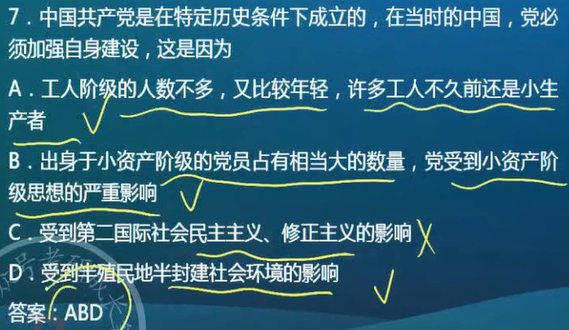 7．中国共产党是在特定历史条件下成立的，在当时的中国，党必
须加强自身建设，这是因为
A．工人阶级的人数不多，又比较年轻，许多工人不久前还是小生
产者
B．出身于小资产阶级的党员占有相当大的数量，党受到小资产阶
级思想的严重影响
C．受到第二国际社会民主主义、修正主义的影响
D．受到半殖民地半封建社会环境的影响
答案：ABD